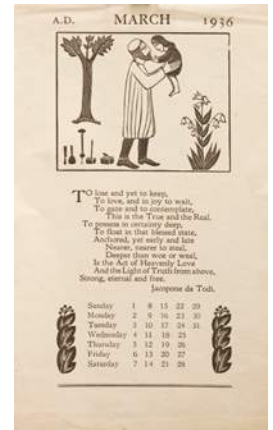 A.D. MARCH 1936
TO lose and yet to keep,
To love, and in joy to wait,
To gaze and to contemplate,
This is the True and the Real.
To possess in certainty deep,
To float in that blessed state,
Anchored, yet early and late
Nearer, nearer to steal,
Deeper than woe or weal,
Is the Act of Heavenly Love
And the Light of Truth from above,
Strong, eternal and free.
Jacopone da Todi.
Sunday 1 8 15 22 29
Monday 2 9 16 23 30
Tuesday 3 10 17 24 31
Wednesday 4 11 18 25
Thursday 5 12 19 26
Friday 6 13 20 27
Saturday 7 14 21 28